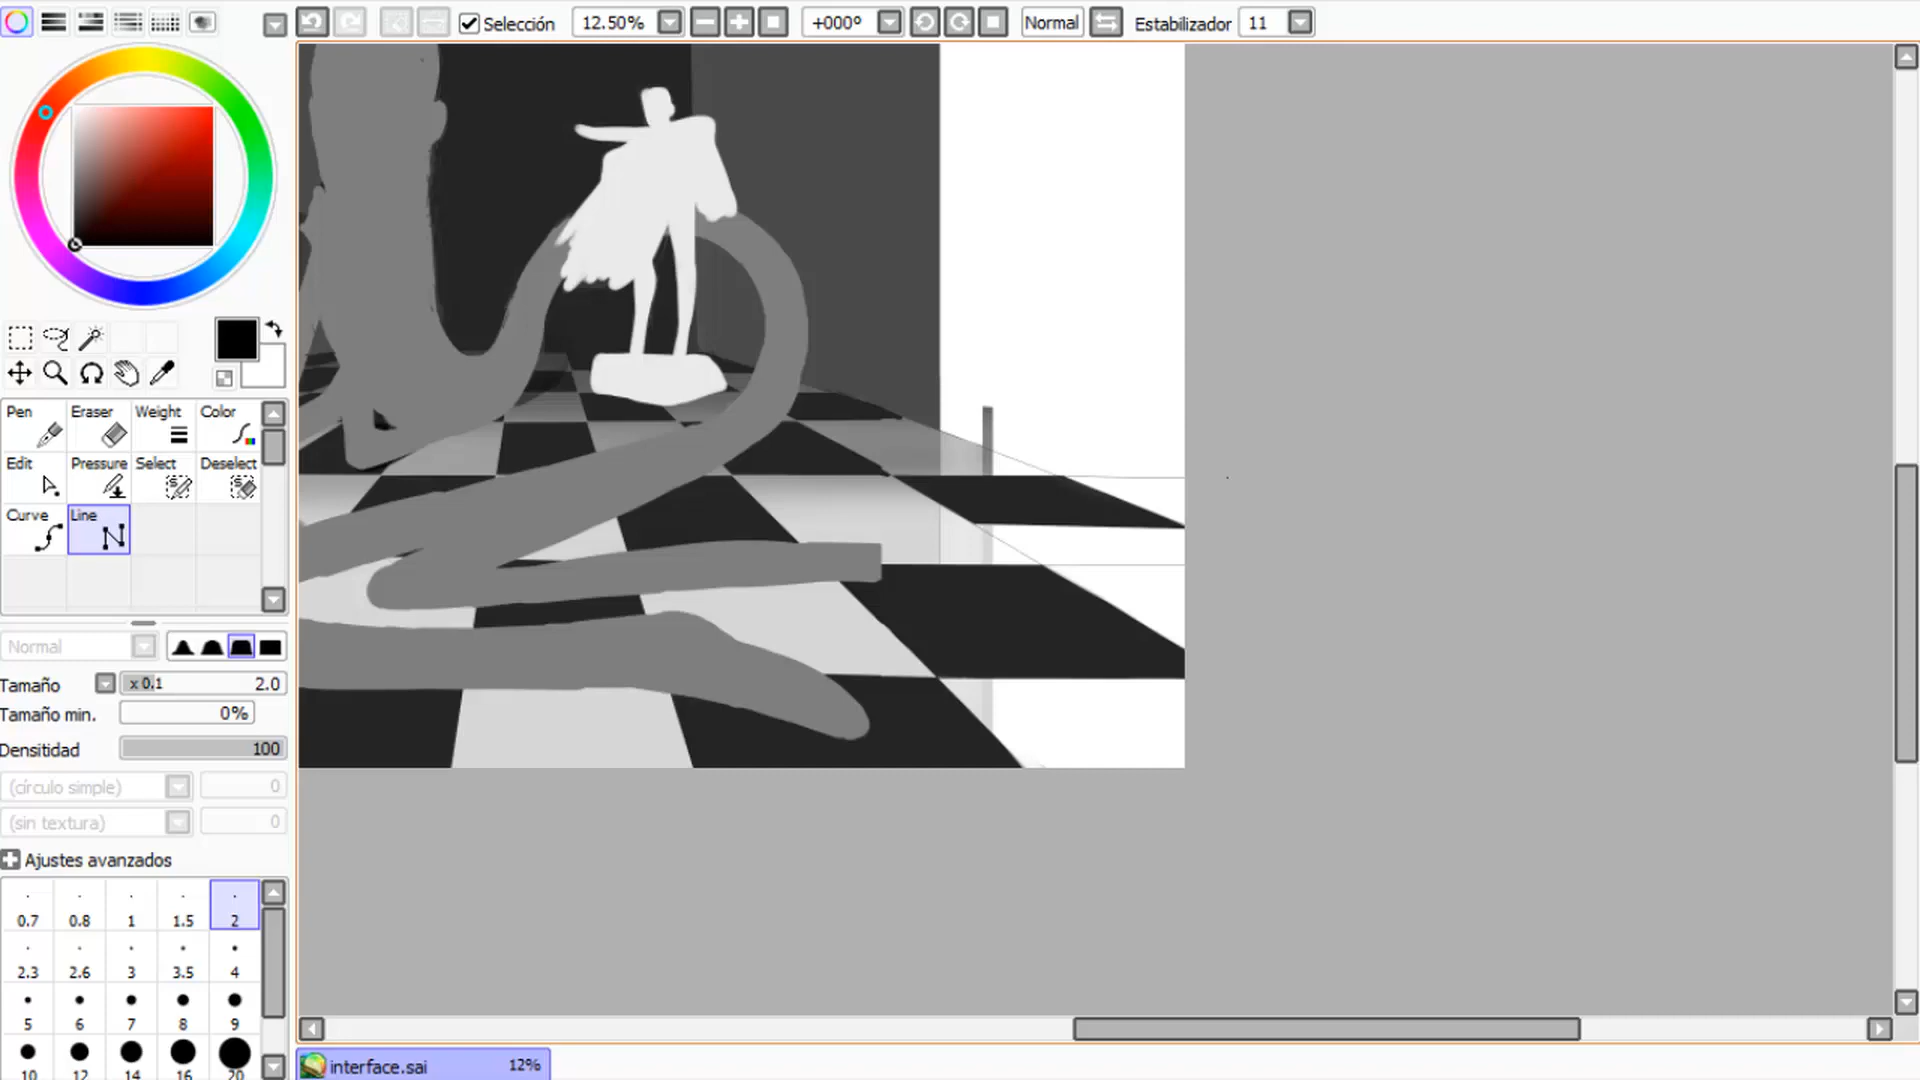 Selección 12.50% +000º Normal Estabilizador 11
Pen Eraser Weight Color
Edit Pressure Select Deselect
Curve Line
Normal
Tamaño x 0.1 2.0
Tamaño min. 0%
Densitidad 100
(círculo simple) 0
(sin textura) 0
Ajustes avanzados
0.7 0.8 1 1.5 2
2.3 2.6 3 3.5 4
5 6 7 8 9
10 12 14 16 20
interface.sai 12%